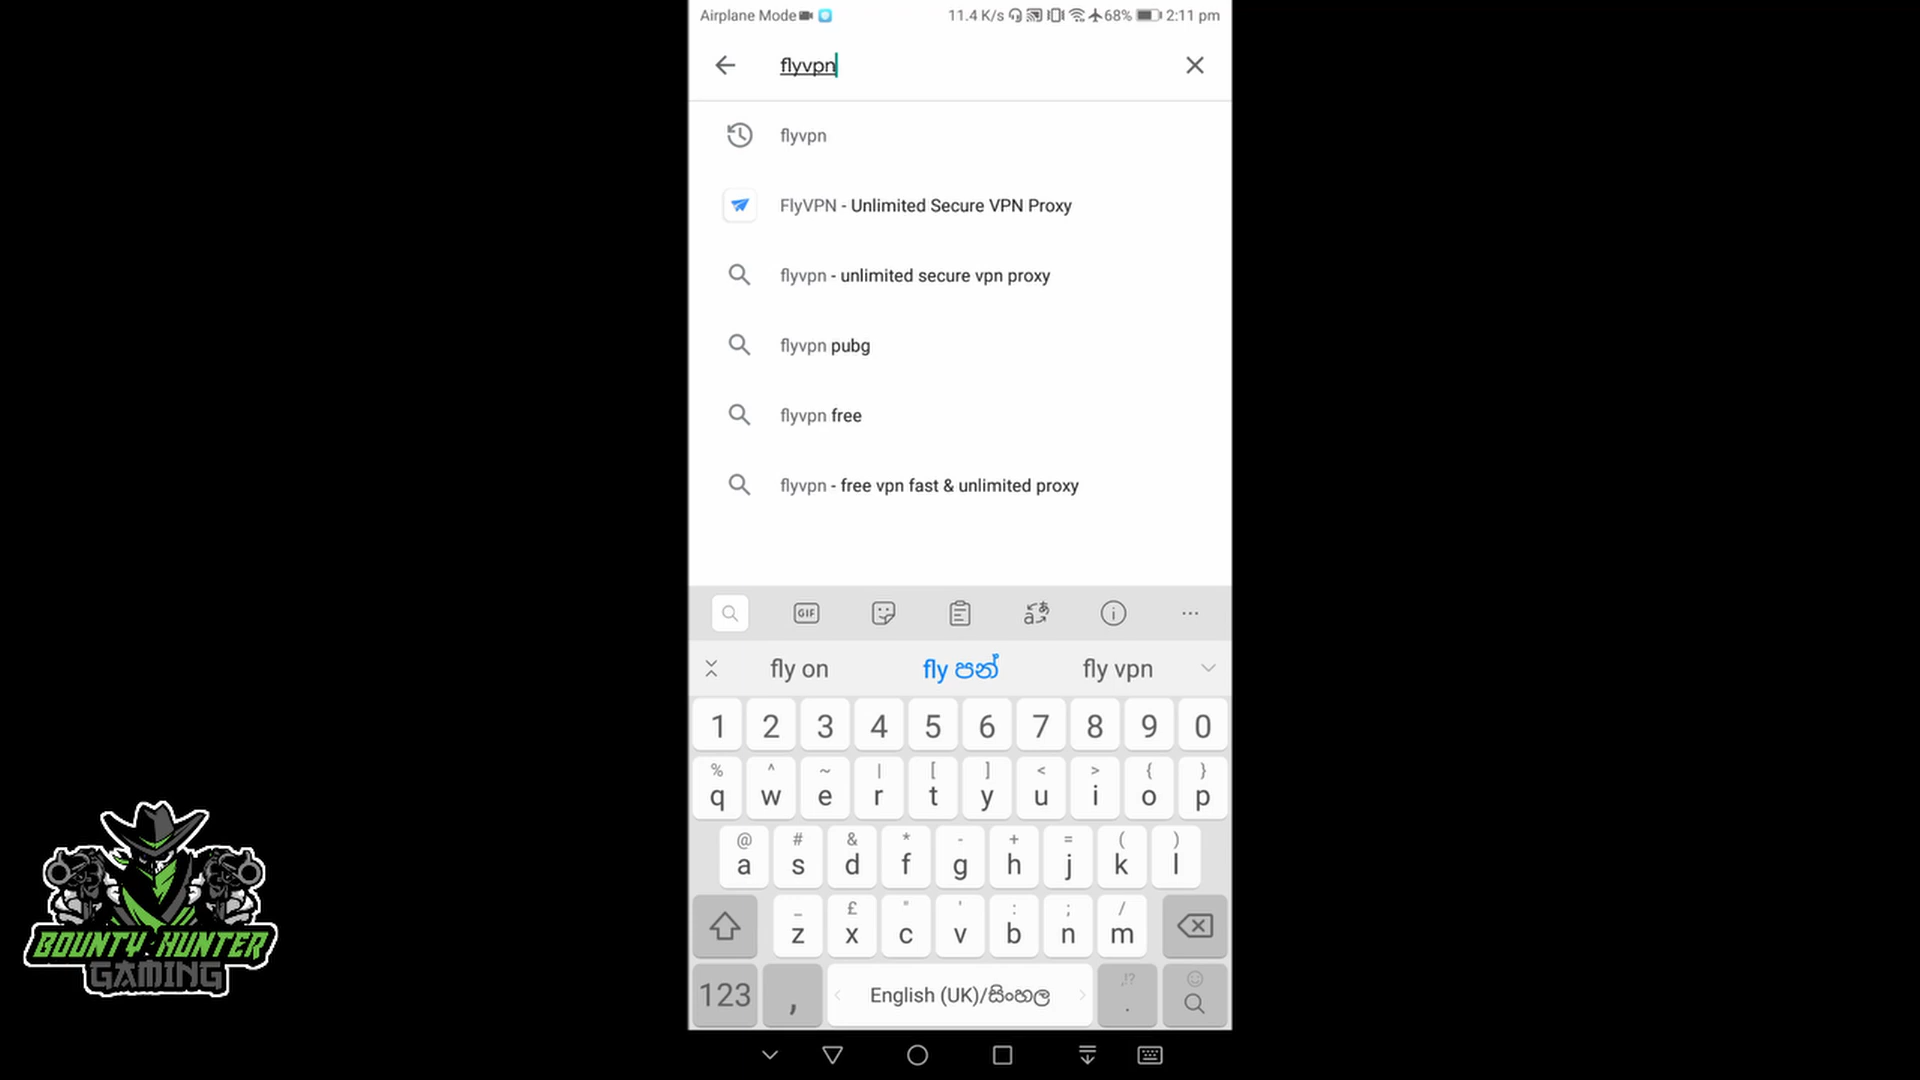 Airplane Mode 11.4 K/s 68% 2:11 pm
flyvpn
flyvpn
FlyVPN - Unlimited Secure VPN Proxy
flyvpn - unlimited secure vpn proxy
flyvpn pubg
flyvpn free
flyvpn - free vpn fast & unlimited proxy
GIF
fly on fly පන් fly vpn
1 2 3 4 5 6 7 8 9 0
% ^ ~ | [ ] < > { }
q w e r t y u i o p
@ # & * - + = ( )
a s d f g h j k l
_ £ " ' : ; /
z x c v b n m
123 , English (UK)/සිංහල ,!? .
BOUNTY HUNTER
GAMING